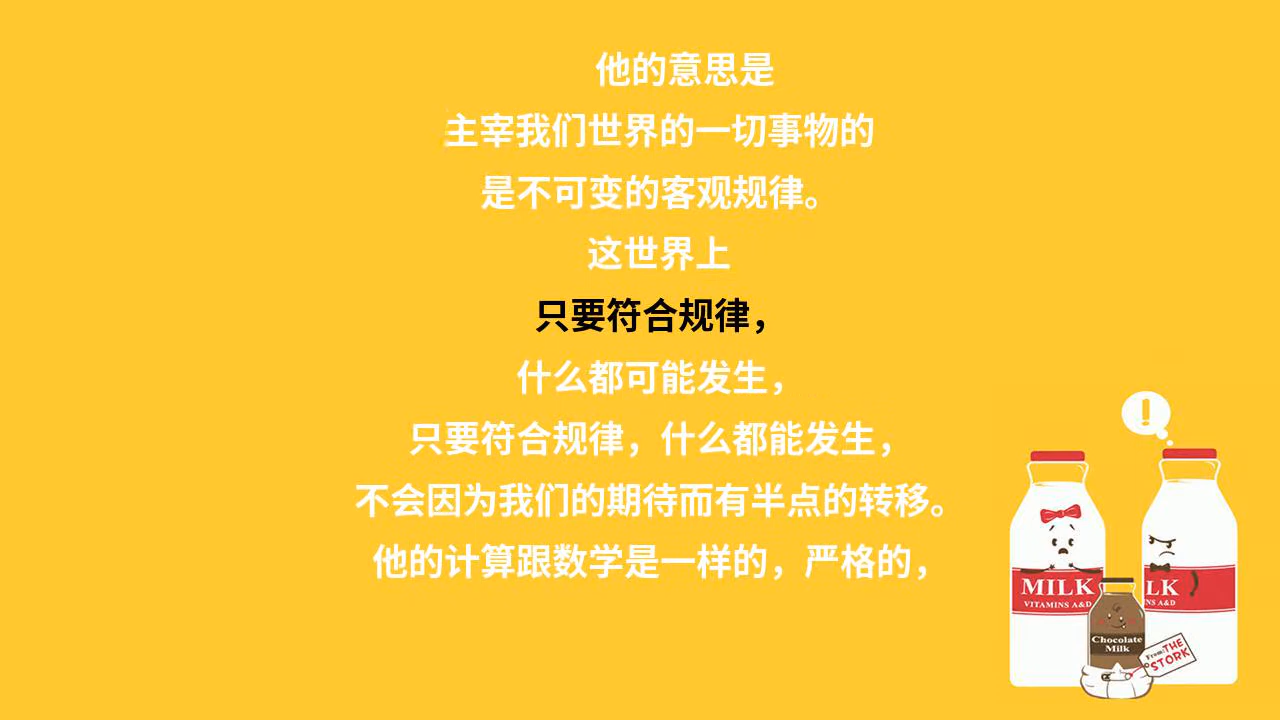 他的意思是
主宰我们世界的一切事物的
是不可变的客观规律。
这世界上
只要符合规律，
什么都可能发生，
只要符合规律，什么都能发生，
不会因为我们的期待而有半点的转移。
他的计算跟数学是一样的，严格的，
!
MILK
VITAMINS A&D
LK
NS A&D
Chocolate
Milk
From: THE
STORK